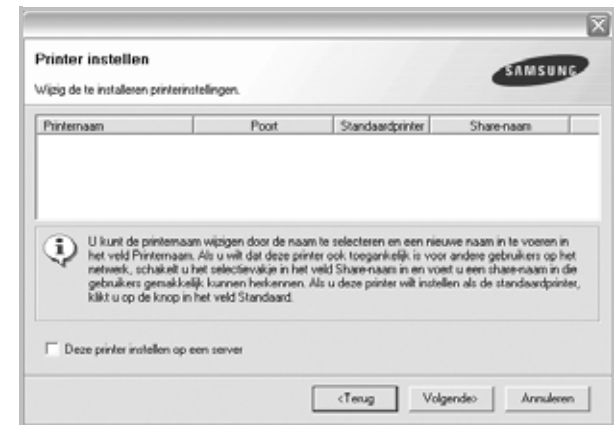 Printer instellen
SAMSUNG
Wijzig de te installeren printerinstellingen.
Printernaam Poort Standaardprinter Share-naam
U kunt de printernaam wijzigen door de naam te selecteren en een nieuwe naam in te voeren in
het veld Printernaam. Als u wilt dat deze printer ook toegankelijk is voor andere gebruikers op het
netwerk, schakelt u het selectievakje in het veld Share-naam in en voert u een share-naam in die
gebruikers gemakkelijk kunnen herkennen. Als u deze printer wilt instellen als de standaardprinter,
klikt u op de knop in het veld Standaard.
Deze printer instellen op een server
<Terug Volgende> Annuleren